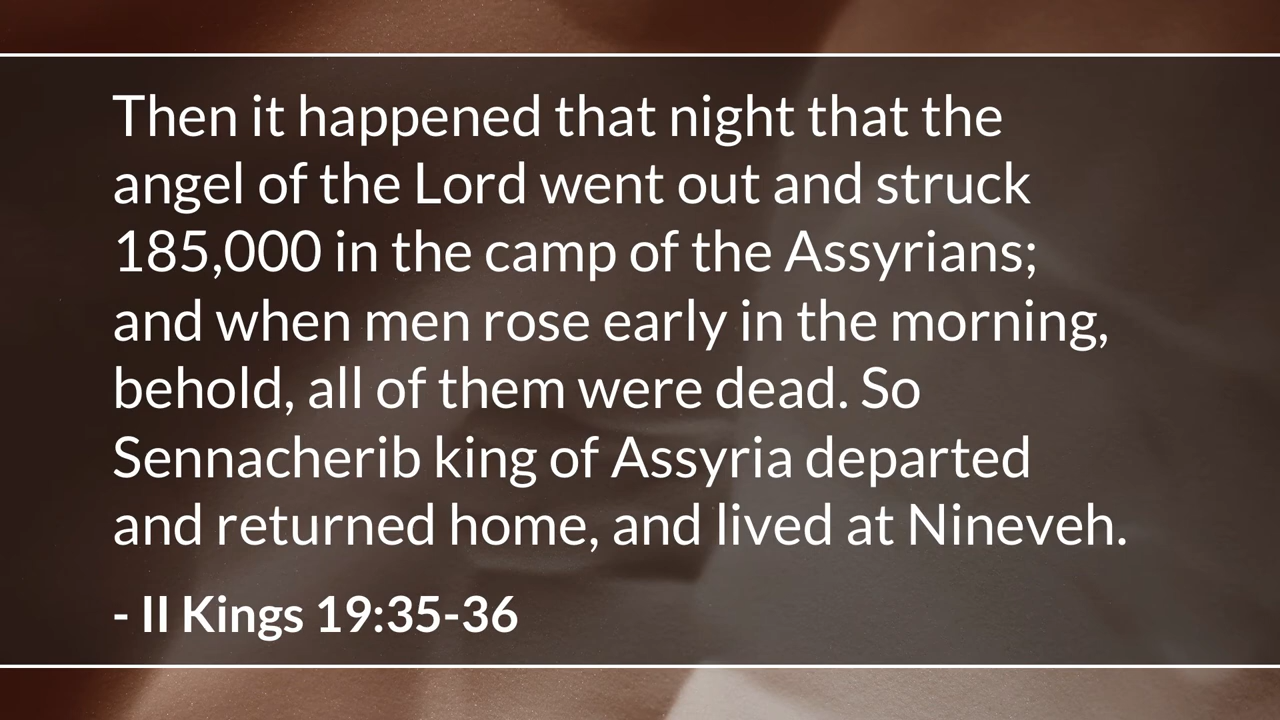 Then it happened that night that the
angel of the Lord went out and struck
185,000 in the camp of the Assyrians;
and when men rose early in the morning,
behold, all of them were dead. So
Sennacherib king of Assyria departed
and returned home, and lived at Nineveh.
- II Kings 19:35-36